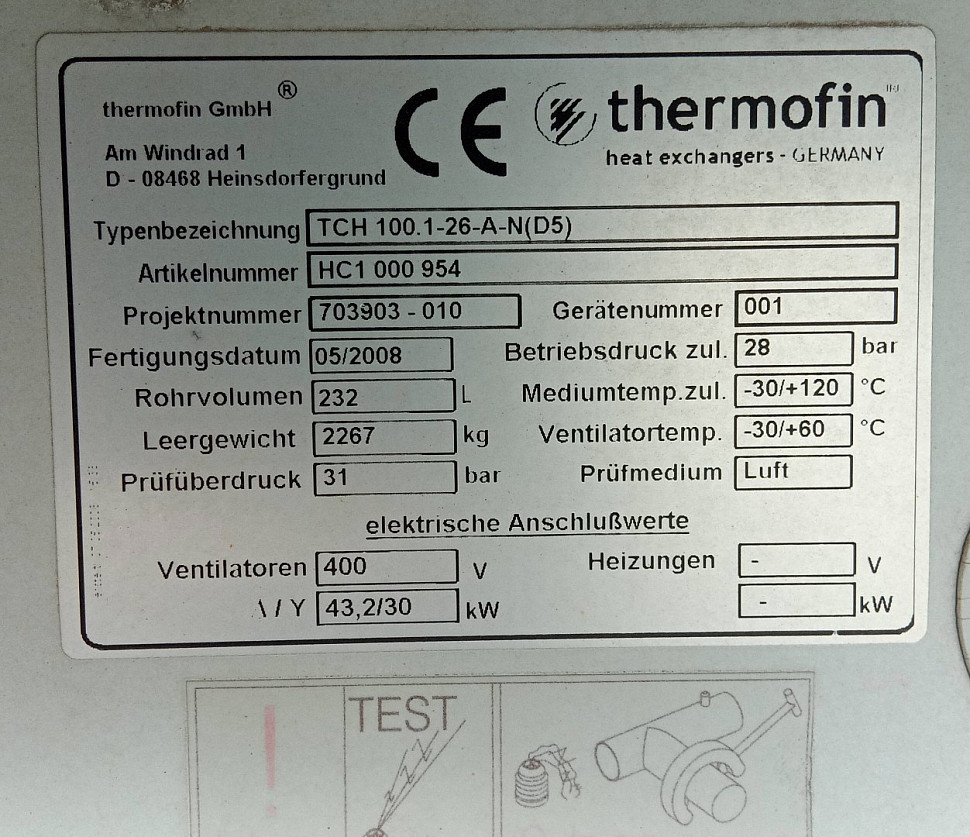 thermofin GmbH ®
Am Windrad 1
D - 08468 Heinsdorfergrund
CE
thermofin
heat exchangers - GERMANY
Typenbezeichnung TCH 100.1-26-A-N(D5)
Artikelnummer HC1 000 954
Projektnummer 703903 - 010 Gerätenummer 001
Fertigungsdatum 05/2008 Betriebsdruck zul. 28 bar
Rohrvolumen 232 L Mediumtemp.zul. -30/+120 °C
Leergewicht 2267 kg Ventilatortemp. -30/+60 °C
Prüfüberdruck 31 bar Prüfmedium Luft
elektrische Anschlußwerte
Ventilatoren 400 V Heizungen - V
/ Y 43,2/30 kW - kW
TEST